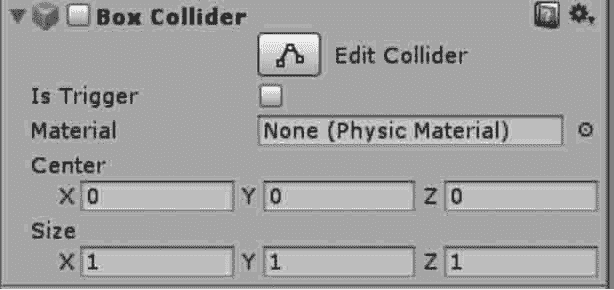 Box Collider
Edit Collider
Is Trigger
Material None (Physic Material)
Center
X 0 Y 0 Z 0
Size
X 1 Y 1 Z 1